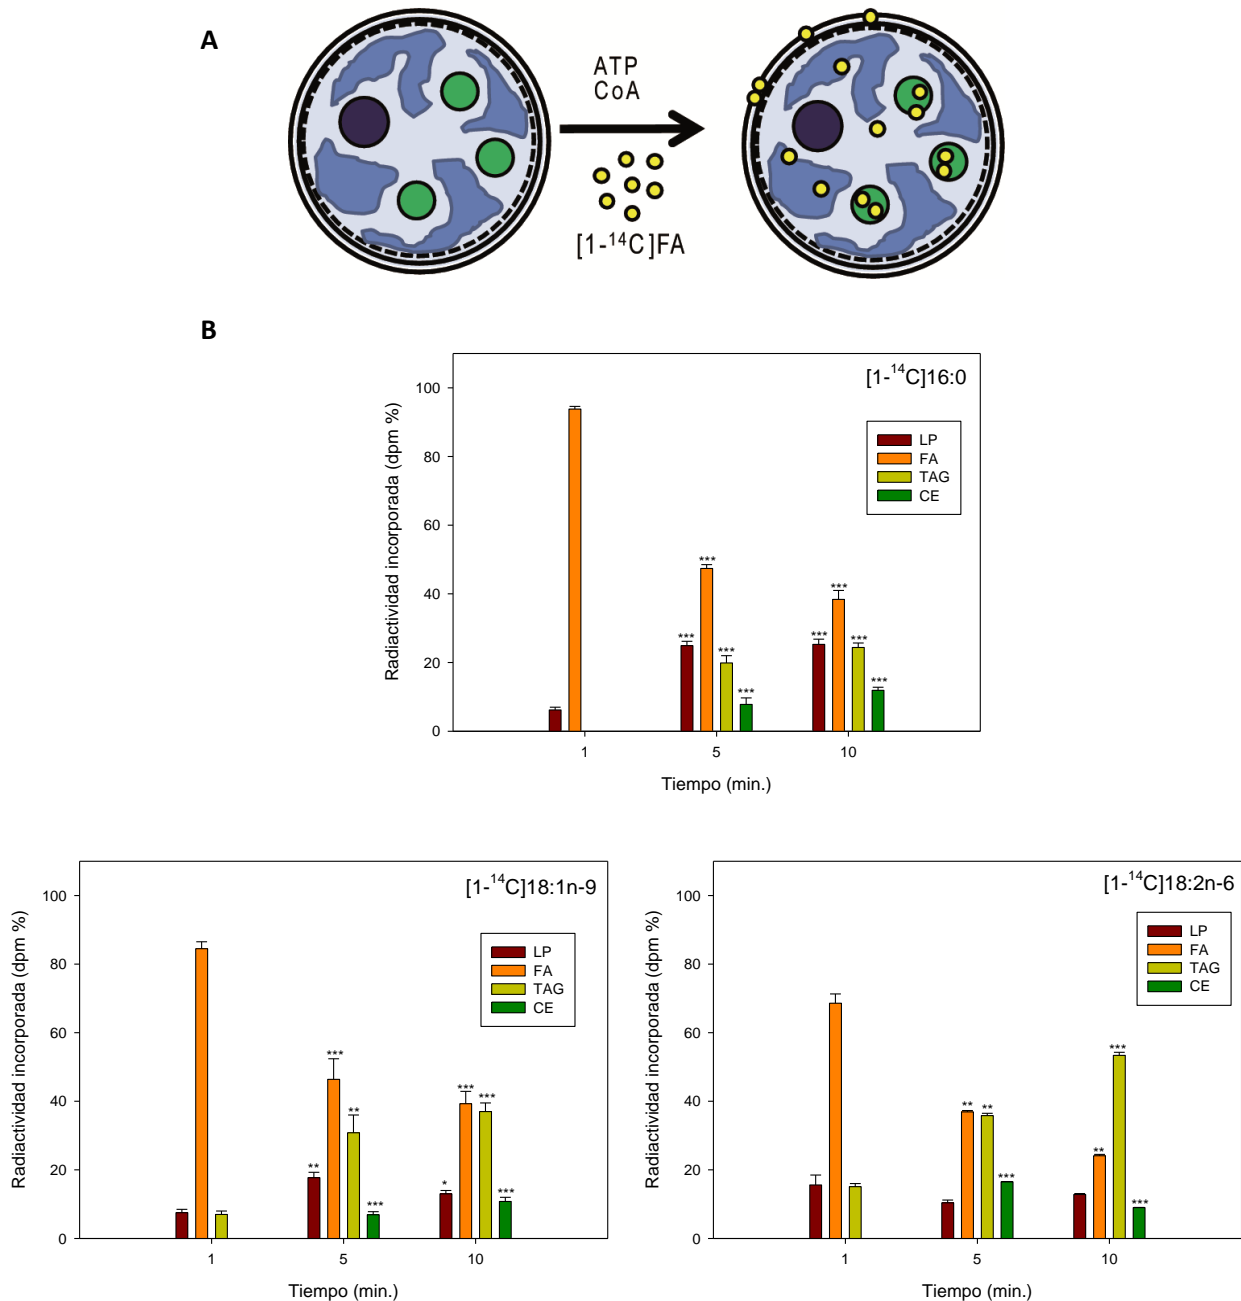 A
ATP
CoA
[1-¹⁴C]FA
B
[1-¹⁴C]16:0
LP
FA
TAG
CE
Radiactividad incorporada (dpm %)
100
80
60
40
20
0
*** *** *** ***
*** *** *** ***
1 5 10
Tiempo (min.)
[1-¹⁴C]18:1n-9
LP
FA
TAG
CE
Radiactividad incorporada (dpm %)
100
80
60
40
20
0
** *** ** ***
* *** *** ***
1 5 10
Tiempo (min.)
[1-¹⁴C]18:2n-6
LP
FA
TAG
CE
Radiactividad incorporada (dpm %)
100
80
60
40
20
0
** ** ***
** *** ***
1 5 10
Tiempo (min.)